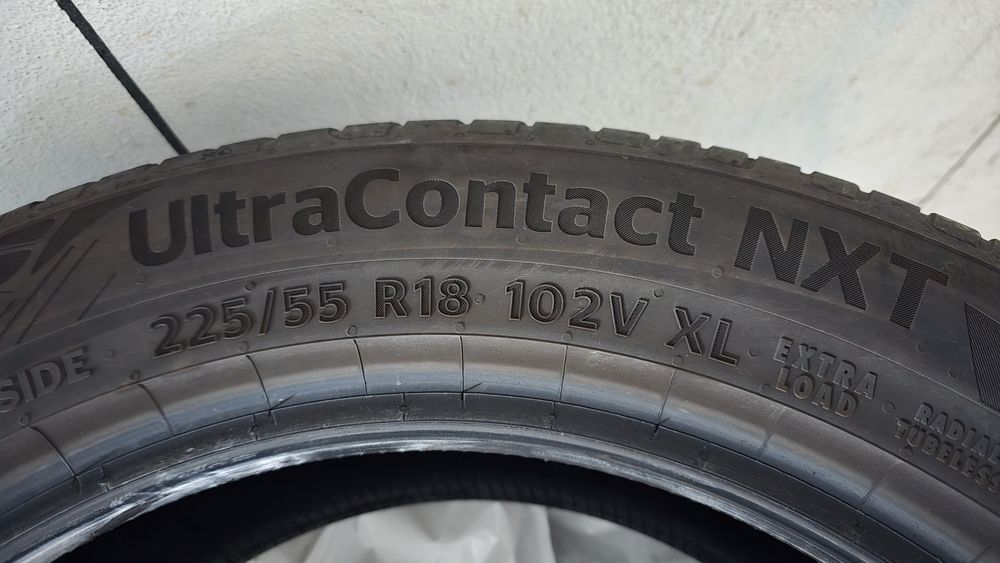 UltraContact NXT
SIDE 225/55 R18 102V XL EXTRA LOAD RADIAL TUBELESS